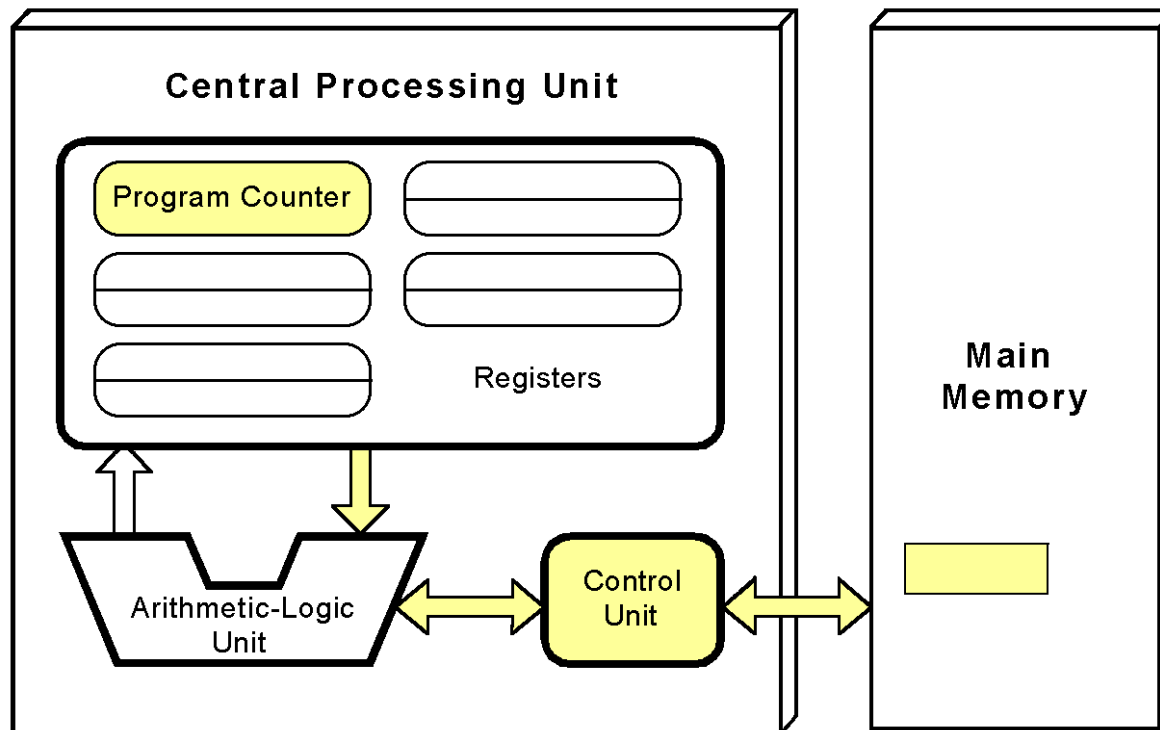 Central Processing Unit
Program Counter
Registers
Main
Memory
Arithmetic-Logic
Unit
Control
Unit